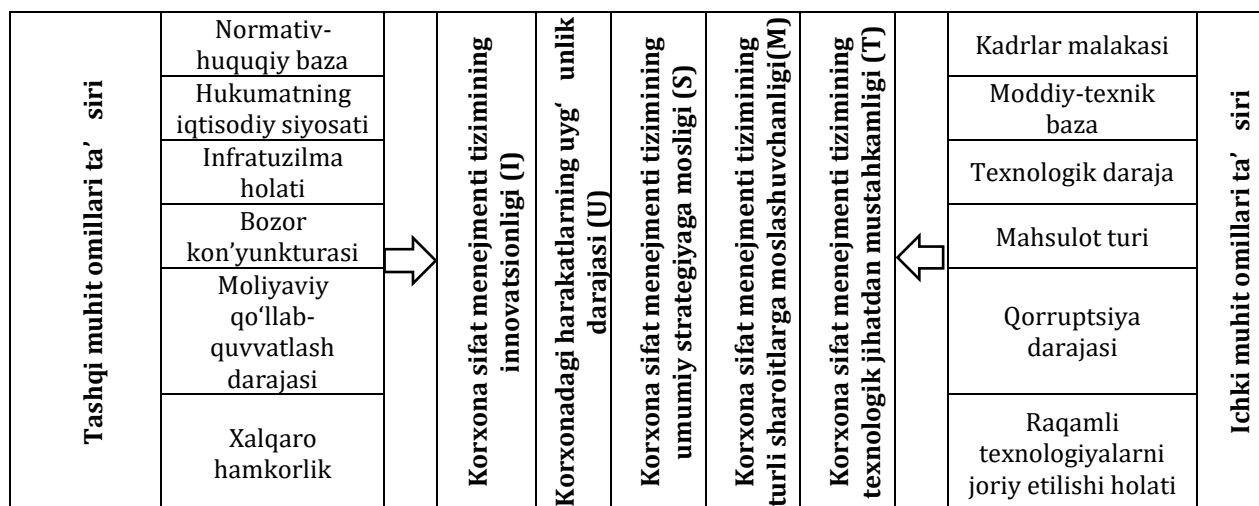 Tashqi muhit omillari ta’ siri
Normativ-
huquqiy baza
Hukumatning
iqtisodiy siyosati
Infratuzilma
holati
Bozor
kon’yunkturasi
Moliyaviy
qo‘llab-
quvvatlash
darajasi
Xalqaro
hamkorlik
Korxona sifat menejmenti tizimining
innovatsionligi (I)
Korxonadagi harakatlarning uyg‘ unlik
darajasi (U)
Korxona sifat menejmenti tizimining
umumiy strategiyaga mosligi (S)
Korxona sifat menejmenti tizimining
turli sharoitlarga moslashuvchanligi(M)
Korxona sifat menejmenti tizimining
texnologik jihatdan mustahkamligi (T)
Kadrlar malakasi
Moddiy-texnik
baza
Texnologik daraja
Mahsulot turi
Qorruptsiya
darajasi
Raqamli
texnologiyalarni
joriy etilishi holati
Ichki muhit omillari ta’ siri